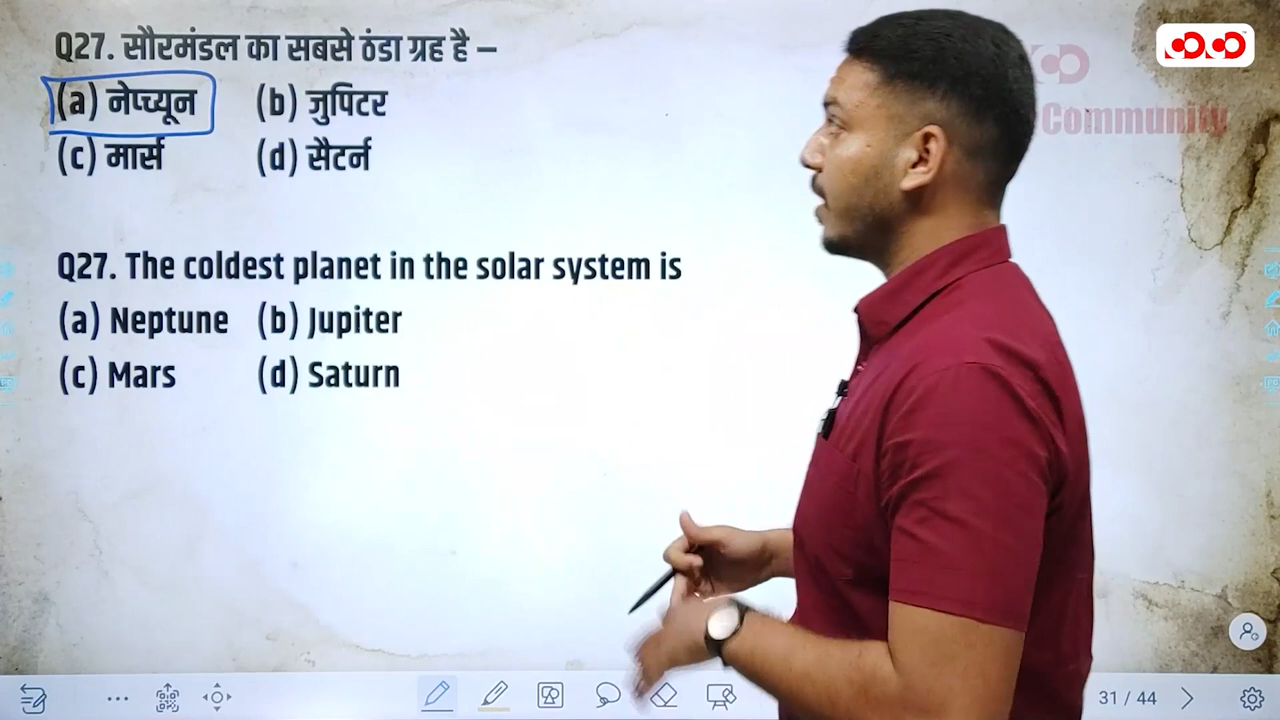 Q27. सौरमंडल का सबसे ठंडा ग्रह है –
(a) नेप्च्यून (b) जुपिटर
(c) मार्स (d) सैटर्न
Q27. The coldest planet in the solar system is
(a) Neptune (b) Jupiter
(c) Mars (d) Saturn
Community
31 / 44